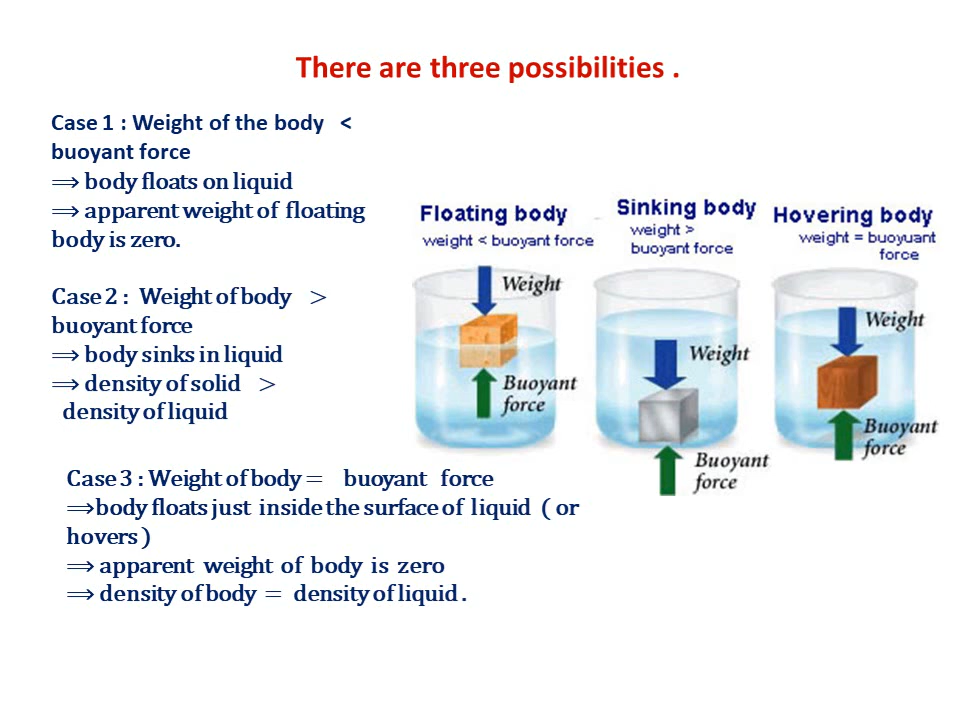 There are three possibilities .
Case 1 : Weight of the body <
buoyant force
⟹ body floats on liquid
⟹ apparent weight of floating
body is zero.
Case 2 : Weight of body >
buoyant force
⟹ body sinks in liquid
⟹ density of solid >
density of liquid
Case 3 : Weight of body = buoyant force
⟹body floats just inside the surface of liquid ( or
hovers )
⟹ apparent weight of body is zero
⟹ density of body = density of liquid .
Floating body
weight < buoyant force
Weight
Buoyant
force
Sinking body
weight >
buoyant force
Weight
Buoyant
force
Hovering body
weight = buoyuant
force
Weight
Buoyant
force